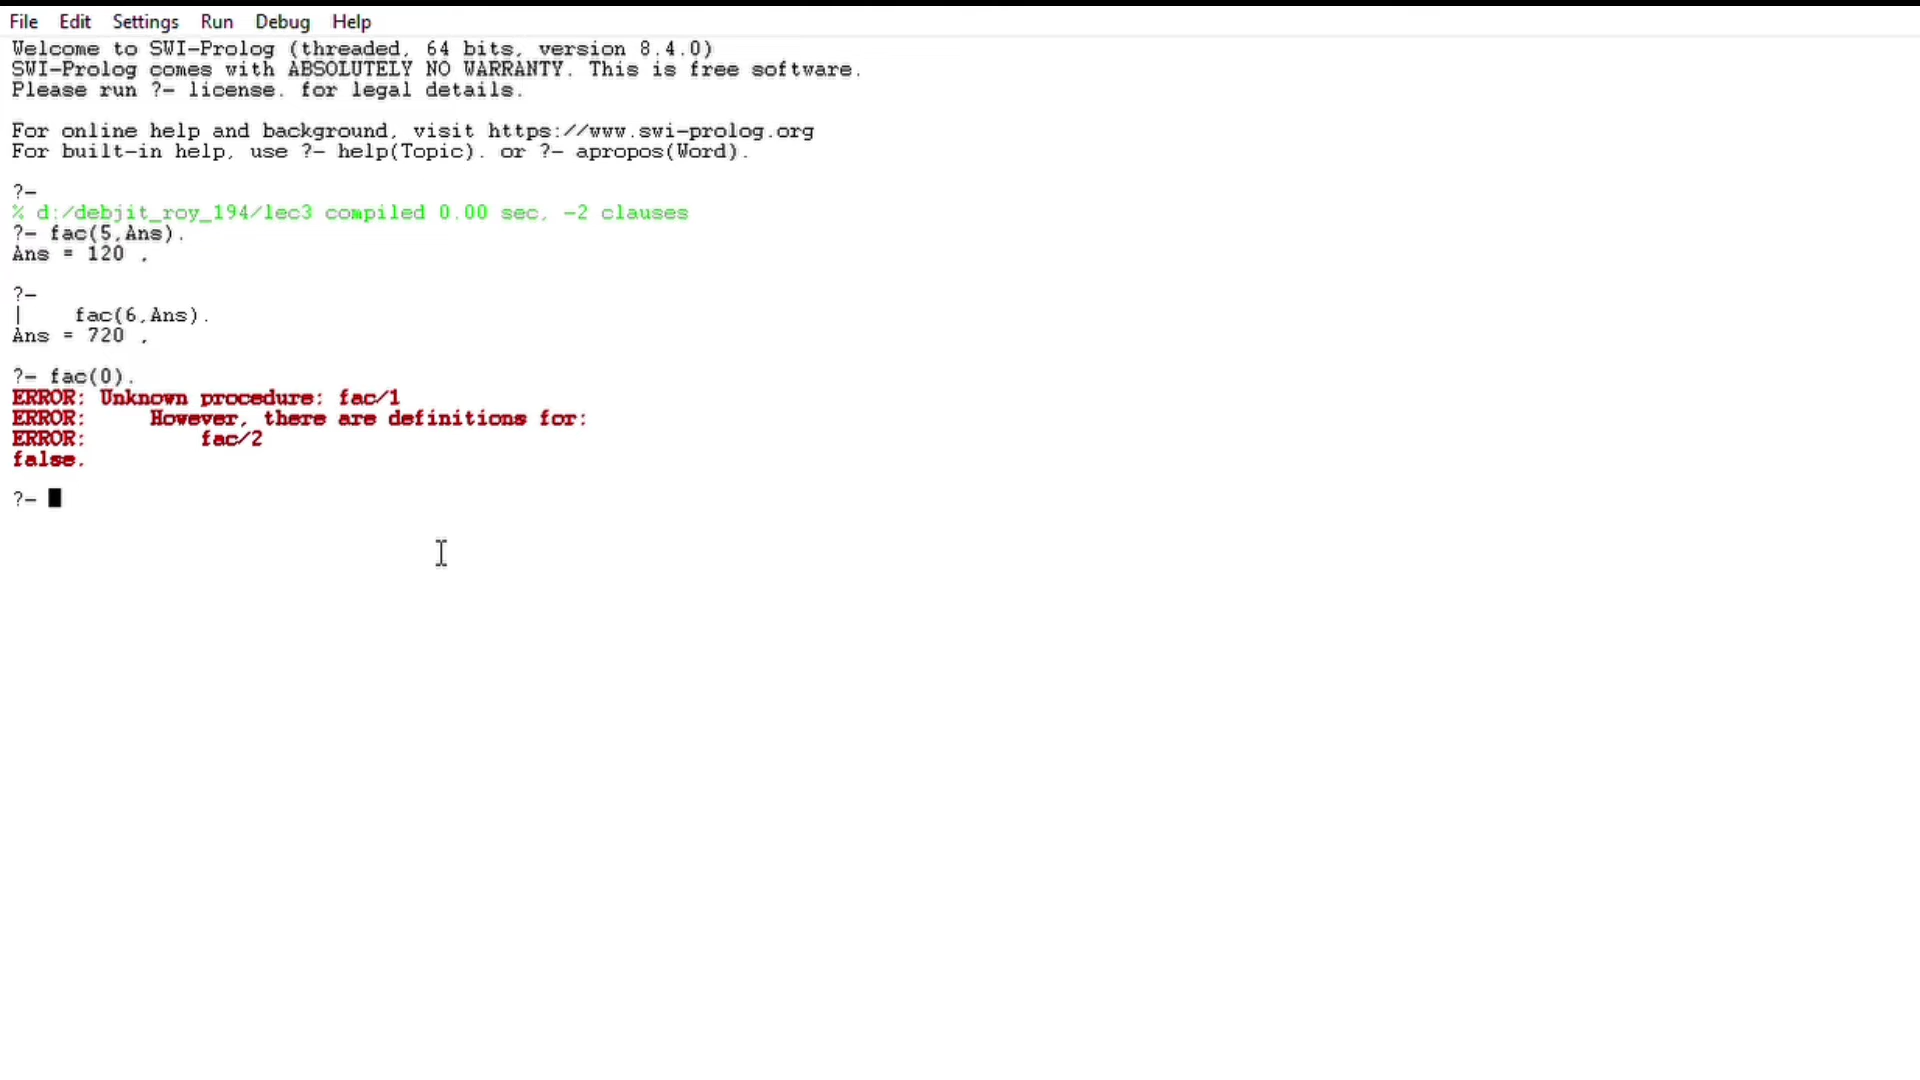 File Edit Settings Run Debug Help
Welcome to SWI-Prolog (threaded, 64 bits, version 8.4.0)
SWI-Prolog comes with ABSOLUTELY NO WARRANTY. This is free software.
Please run ?- license. for legal details.
For online help and background, visit https://www.swi-prolog.org
For built-in help, use ?- help(Topic). or ?- apropos(Word).
?-
% d:/debjit_roy_194/lec3 compiled 0.00 sec, -2 clauses
?- fac(5,Ans).
Ans = 120 .
?-
|    fac(6,Ans).
Ans = 720 .
?- fac(0).
ERROR: Unknown procedure: fac/1
ERROR:     However, there are definitions for:
ERROR:         fac/2
false.
?-